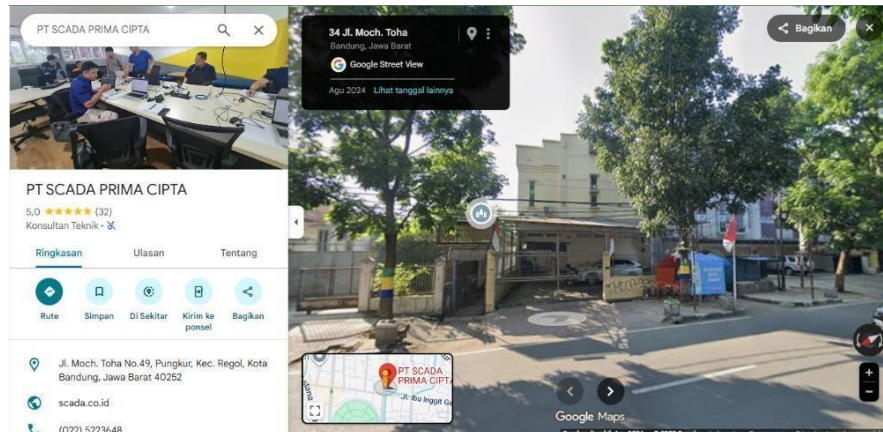 PT SCADA PRIMA CIPTA
PT SCADA PRIMA CIPTA
5,0 ★★★★★ (32)
Konsultan Teknik
Ringkasan
Ulasan
Tentang
Rute
Simpan
Di Sekitar
Kirim ke
ponsel
Bagikan
Jl. Moch. Toha No.49, Pungkur, Kec. Regol, Kota
Bandung, Jawa Barat 40252
scada.co.id
(022) 5223648
34 Jl. Moch. Toha
Bandung, Jawa Barat
Google Street View
Agu 2024 Lihat tanggal lainnya
Bagikan
PT SCADA
PRIMA CIPTA
Google Maps